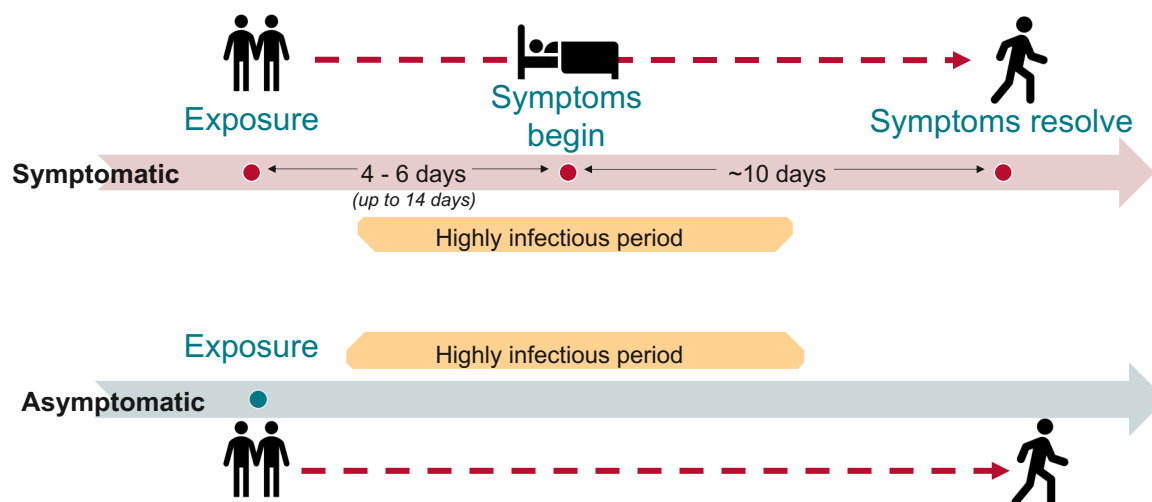 Exposure
Symptoms
begin
Symptoms resolve
Symptomatic
4 - 6 days
~10 days
(up to 14 days)
Highly infectious period
Exposure
Highly infectious period
Asymptomatic